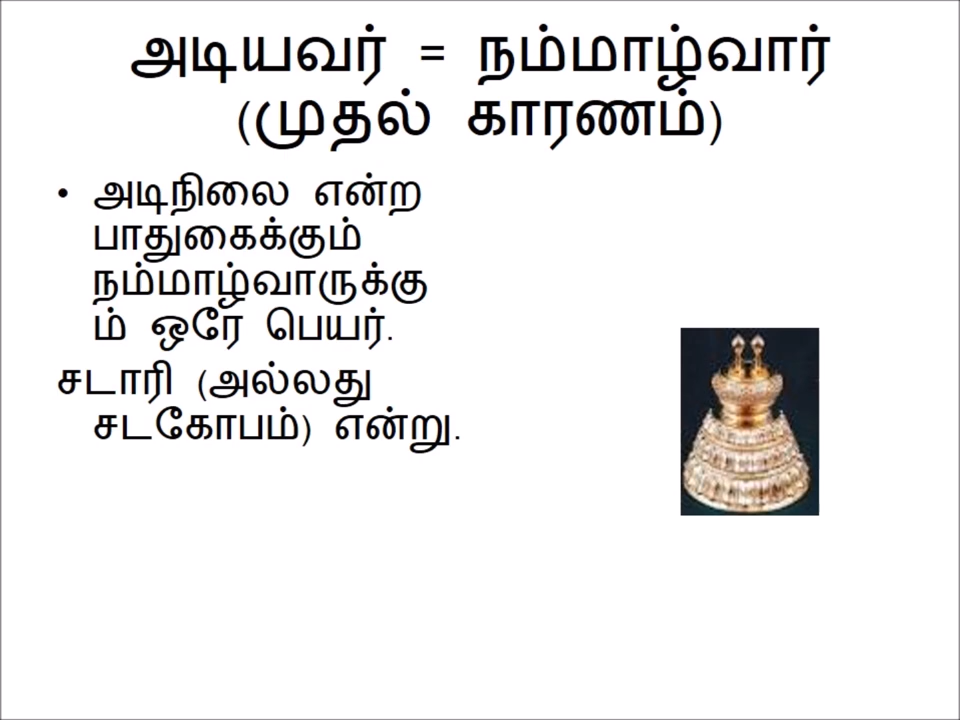 அடியவர் = நம்மாழ்வார்
(முதல் காரணம்)
• அடிநிலை என்ற
பாதுகைக்கும்
நம்மாழ்வாருக்கு
ம் ஒரே பெயர்.
சடாரி (அல்லது
சடகோபம்) என்று.